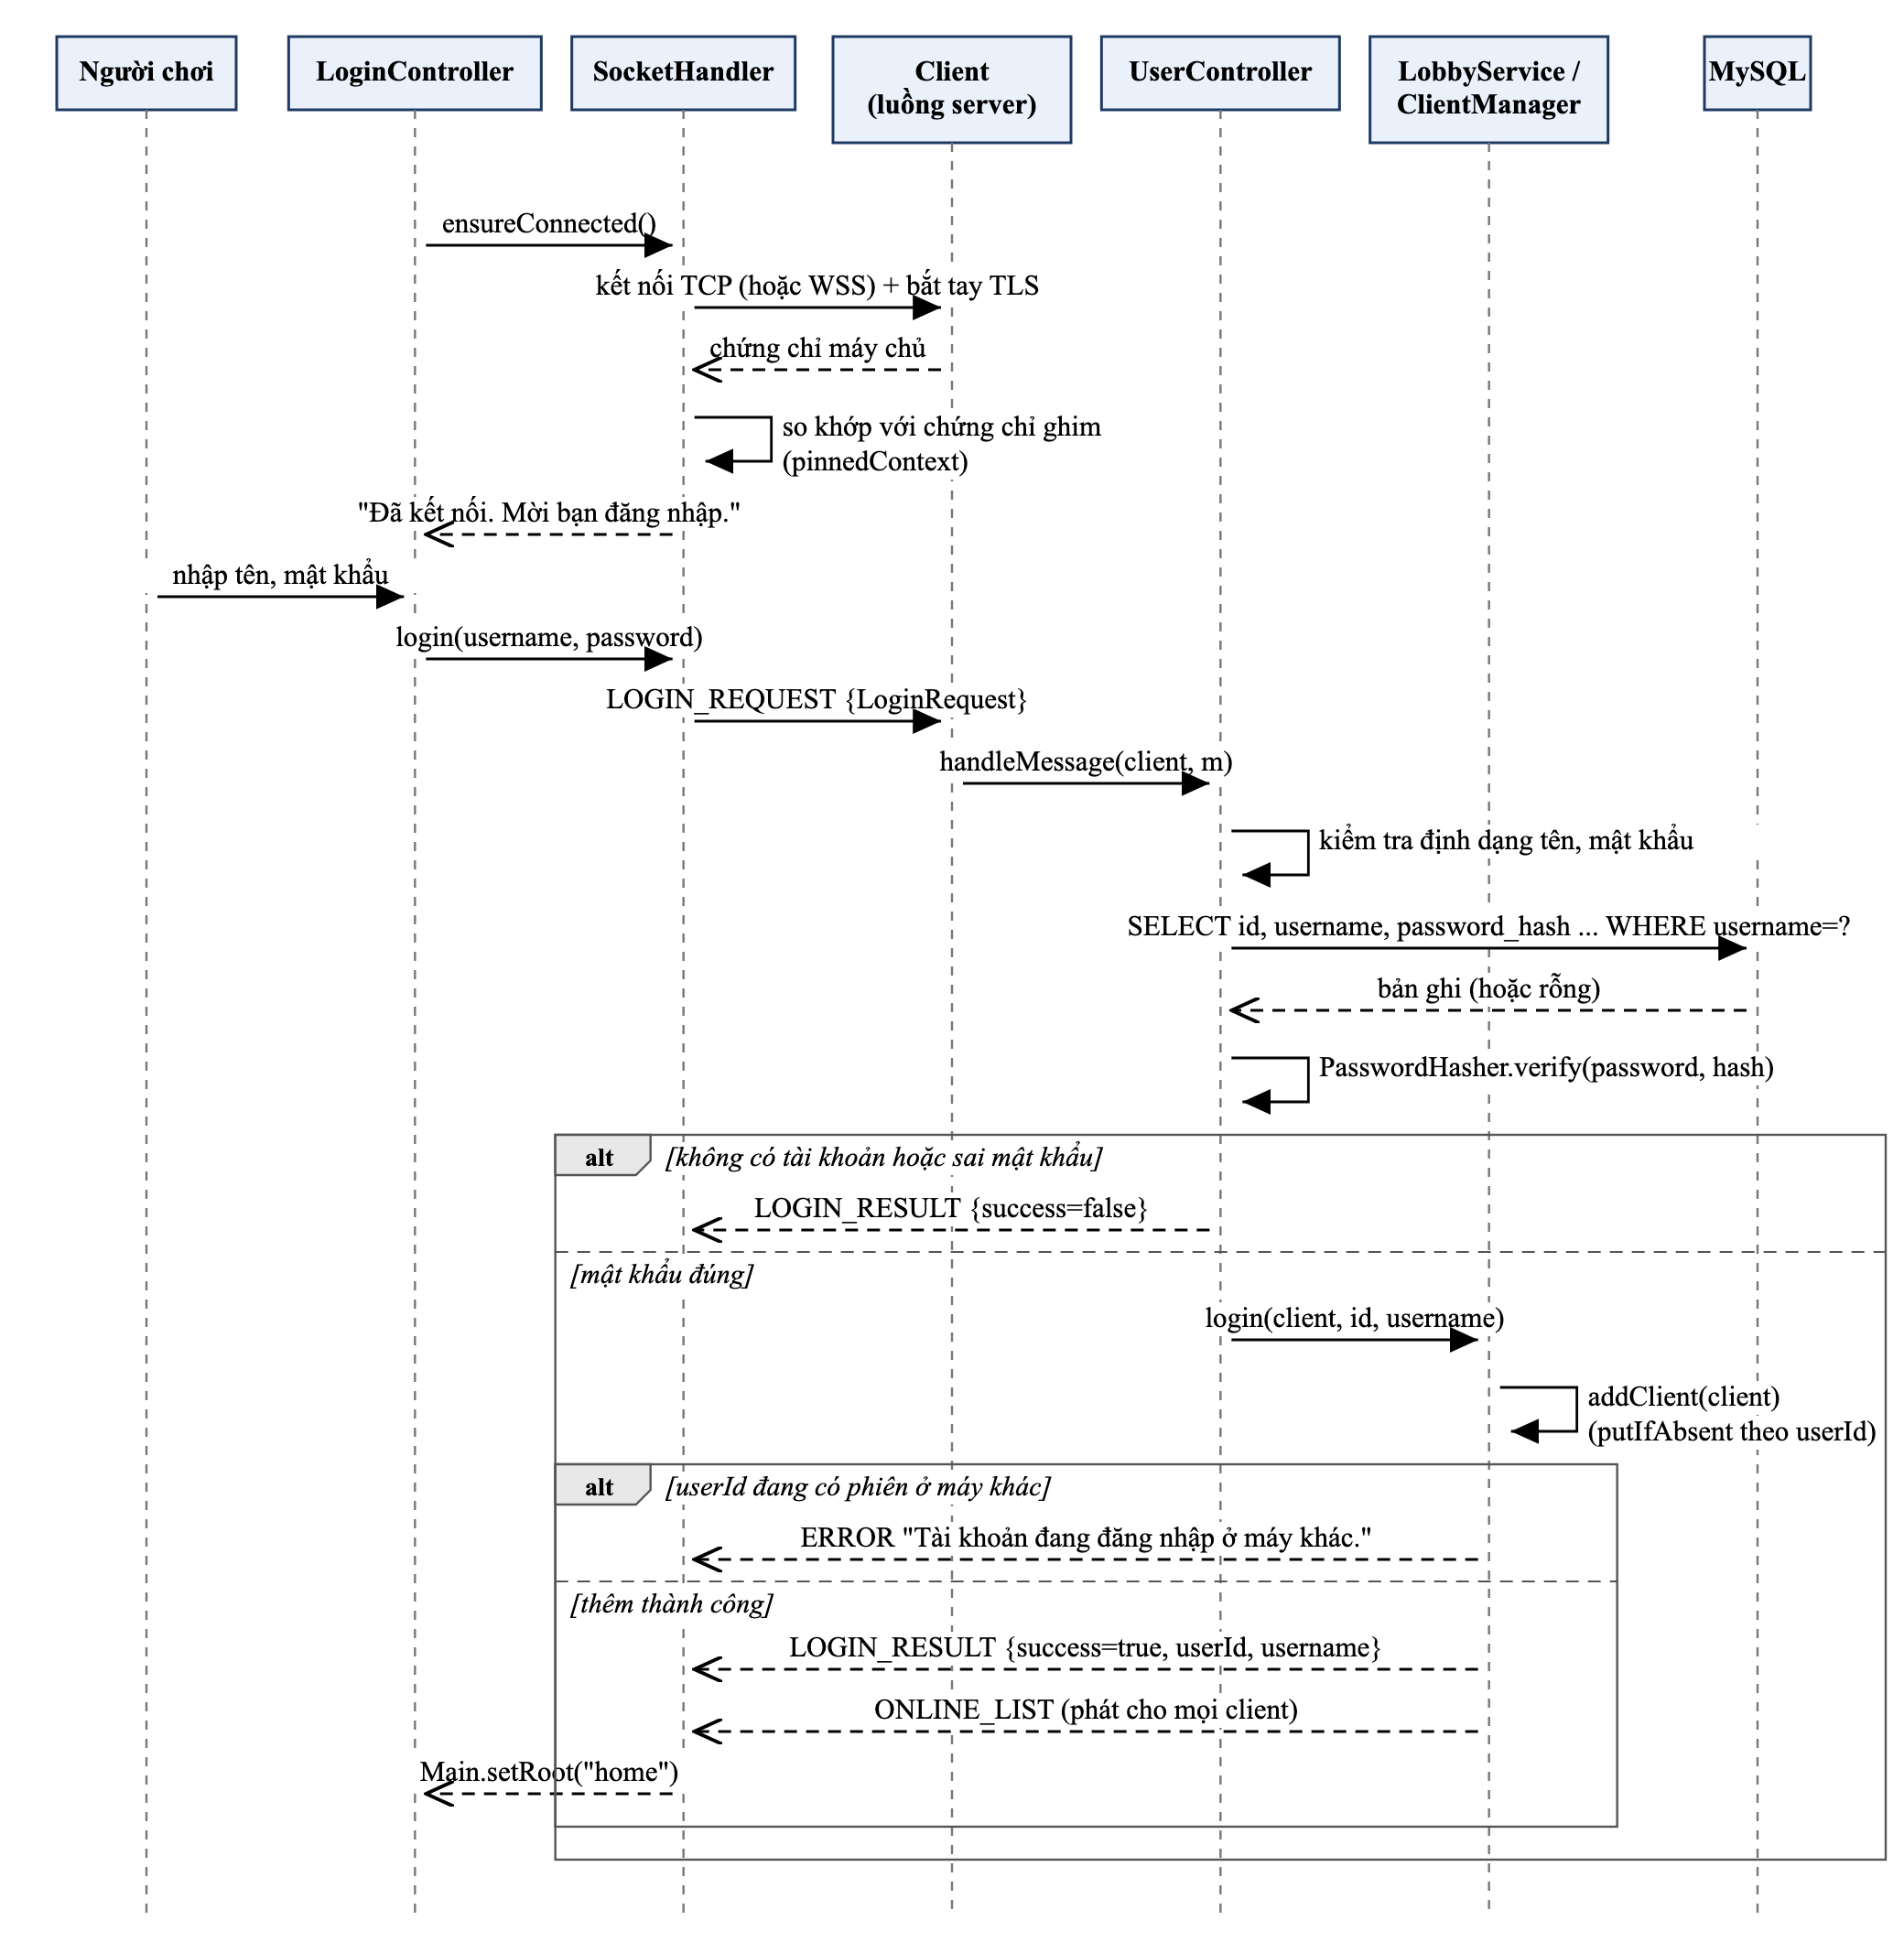 Người chơi
LoginController
SocketHandler
Client
(luồng server)
UserController
LobbyService /
ClientManager
MySQL
ensureConnected()
kết nối TCP (hoặc WSS) + bắt tay TLS
chứng chỉ máy chủ
so khớp với chứng chỉ ghim
(pinnedContext)
"Đã kết nối. Mời bạn đăng nhập."
nhập tên, mật khẩu
login(username, password)
LOGIN_REQUEST {LoginRequest}
handleMessage(client, m)
kiểm tra định dạng tên, mật khẩu
SELECT id, username, password_hash ... WHERE username=?
bản ghi (hoặc rỗng)
PasswordHasher.verify(password, hash)
alt [không có tài khoản hoặc sai mật khẩu]
LOGIN_RESULT {success=false}
[mật khẩu đúng]
login(client, id, username)
addClient(client)
(putIfAbsent theo userId)
alt [userId đang có phiên ở máy khác]
ERROR "Tài khoản đang đăng nhập ở máy khác."
[thêm thành công]
LOGIN_RESULT {success=true, userId, username}
ONLINE_LIST (phát cho mọi client)
Main.setRoot("home")